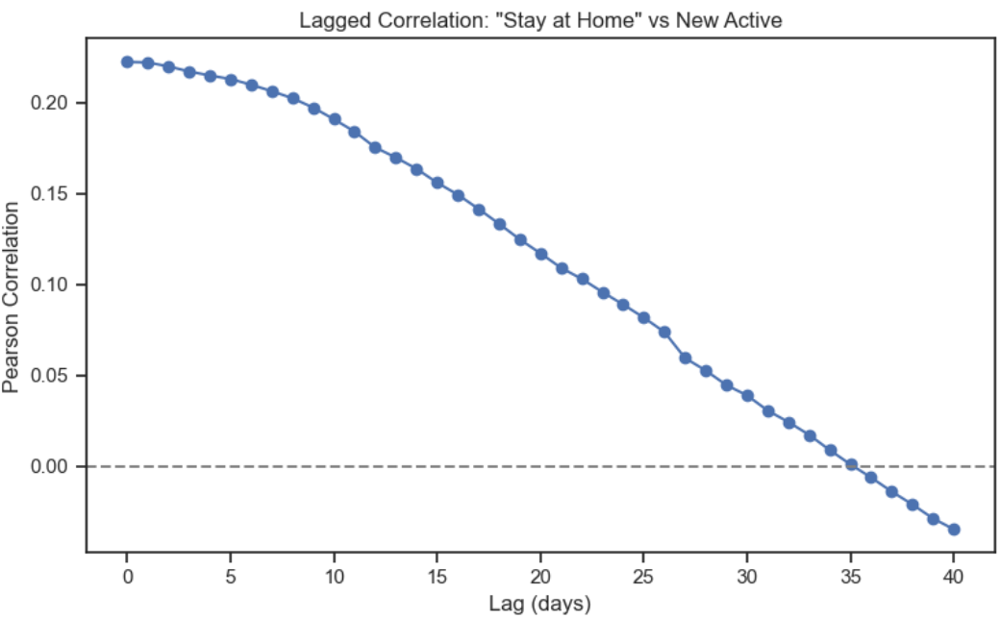 Lagged Correlation: "Stay at Home" vs New Active
0.20
0.15
0.10
0.05
0.00
Pearson Correlation
0 5 10 15 20 25 30 35 40
Lag (days)